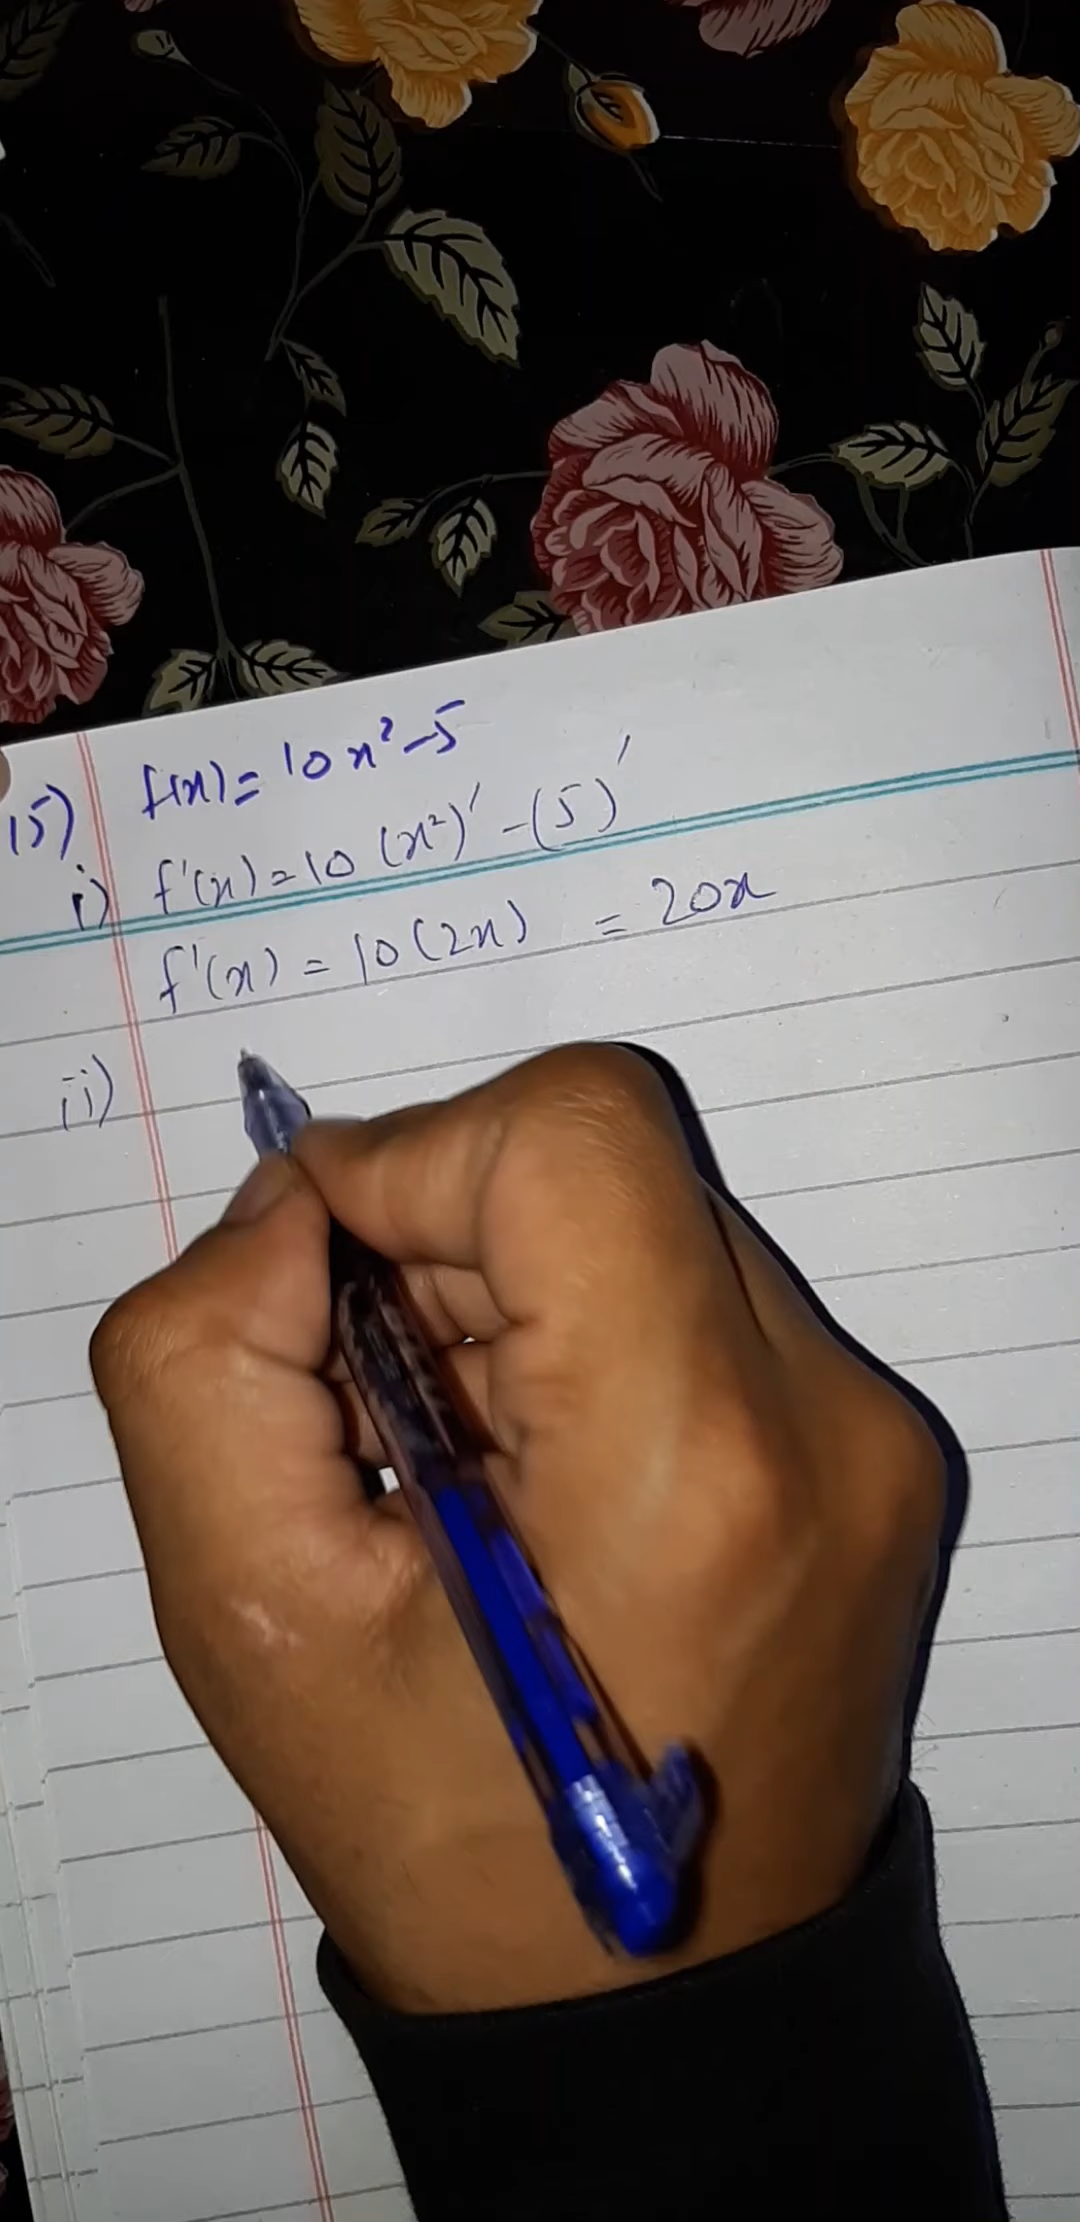 15) f(x) = 10x² - 5
i) f'(x) = 10 (x²)' - (5)'
f'(x) = 10 (2x) = 20x
ii)